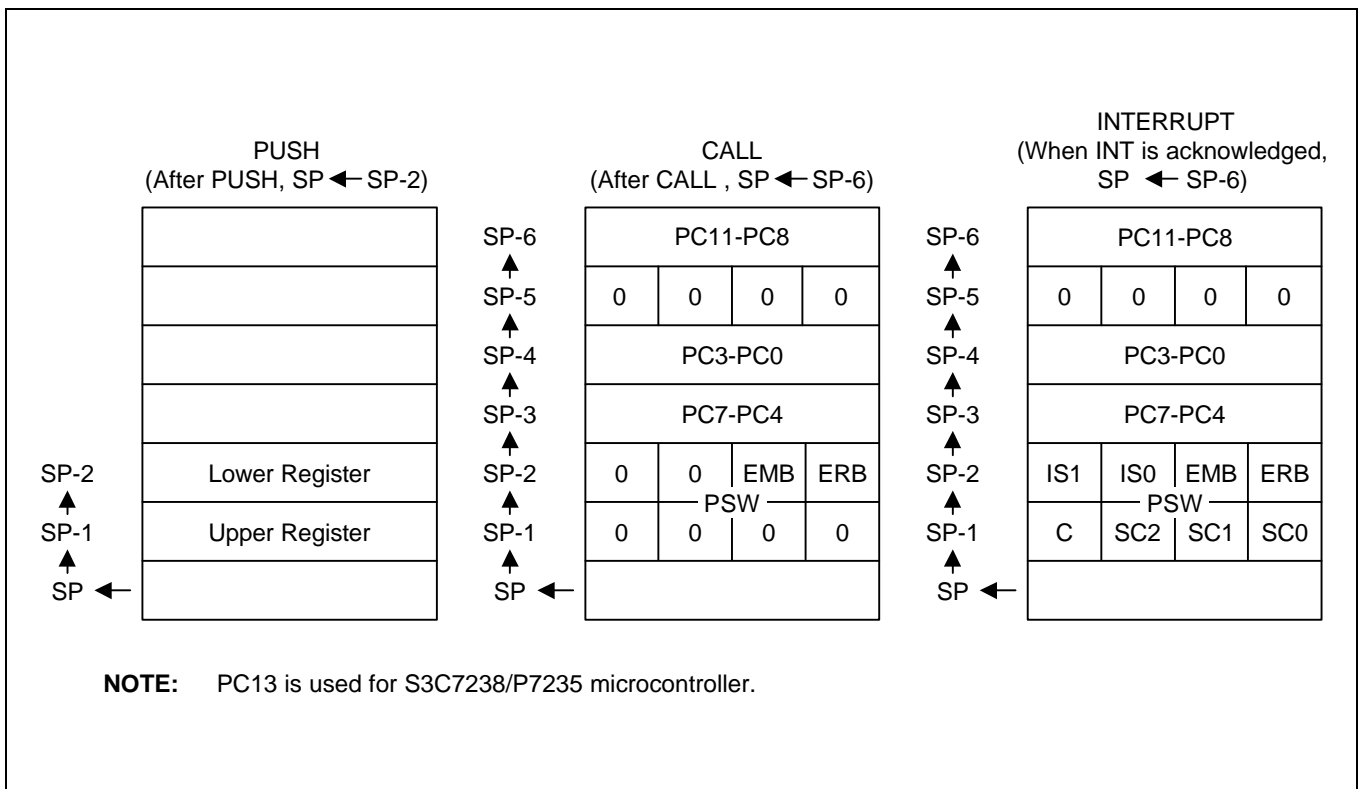 PUSH
(After PUSH, SP ← SP-2)
SP-2
Lower Register
SP-1
Upper Register
SP
CALL
(After CALL , SP ← SP-6)
SP-6
PC11-PC8
SP-5
0 0 0 0
SP-4
PC3-PC0
SP-3
PC7-PC4
SP-2
0 0 EMB ERB
PSW
SP-1
0 0 0 0
SP
INTERRUPT
(When INT is acknowledged,
SP ← SP-6)
SP-6
PC11-PC8
SP-5
0 0 0 0
SP-4
PC3-PC0
SP-3
PC7-PC4
SP-2
IS1 IS0 EMB ERB
PSW
SP-1
C SC2 SC1 SC0
SP
NOTE: PC13 is used for S3C7238/P7235 microcontroller.